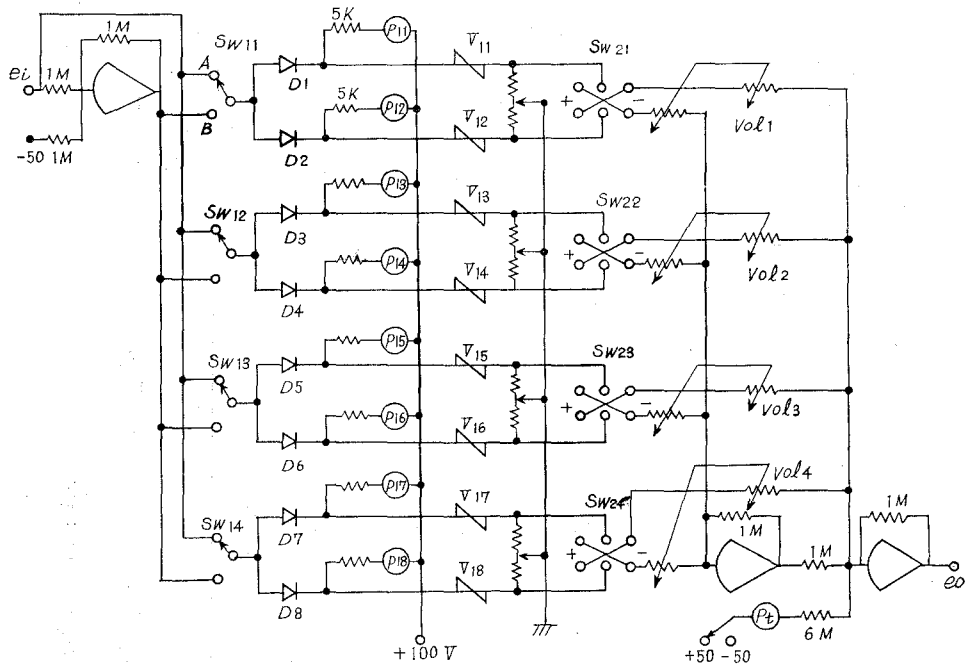 5K
P11
1M
SW11
V11
SW21
A
D1
ei
1M
5K
P12
+
−
Vol1
B
D2
V12
-50
1M
P13
V13
SW12
D3
SW22
P14
+
−
Vol2
V14
D4
P15
V15
SW13
D5
SW23
P16
+
−
Vol3
V16
D6
P17
V17
Vol4
SW14
D7
SW24
1M
1M
P18
+
−
1M
V18
D8
eo
Pt
6M
+100V
+50
-50